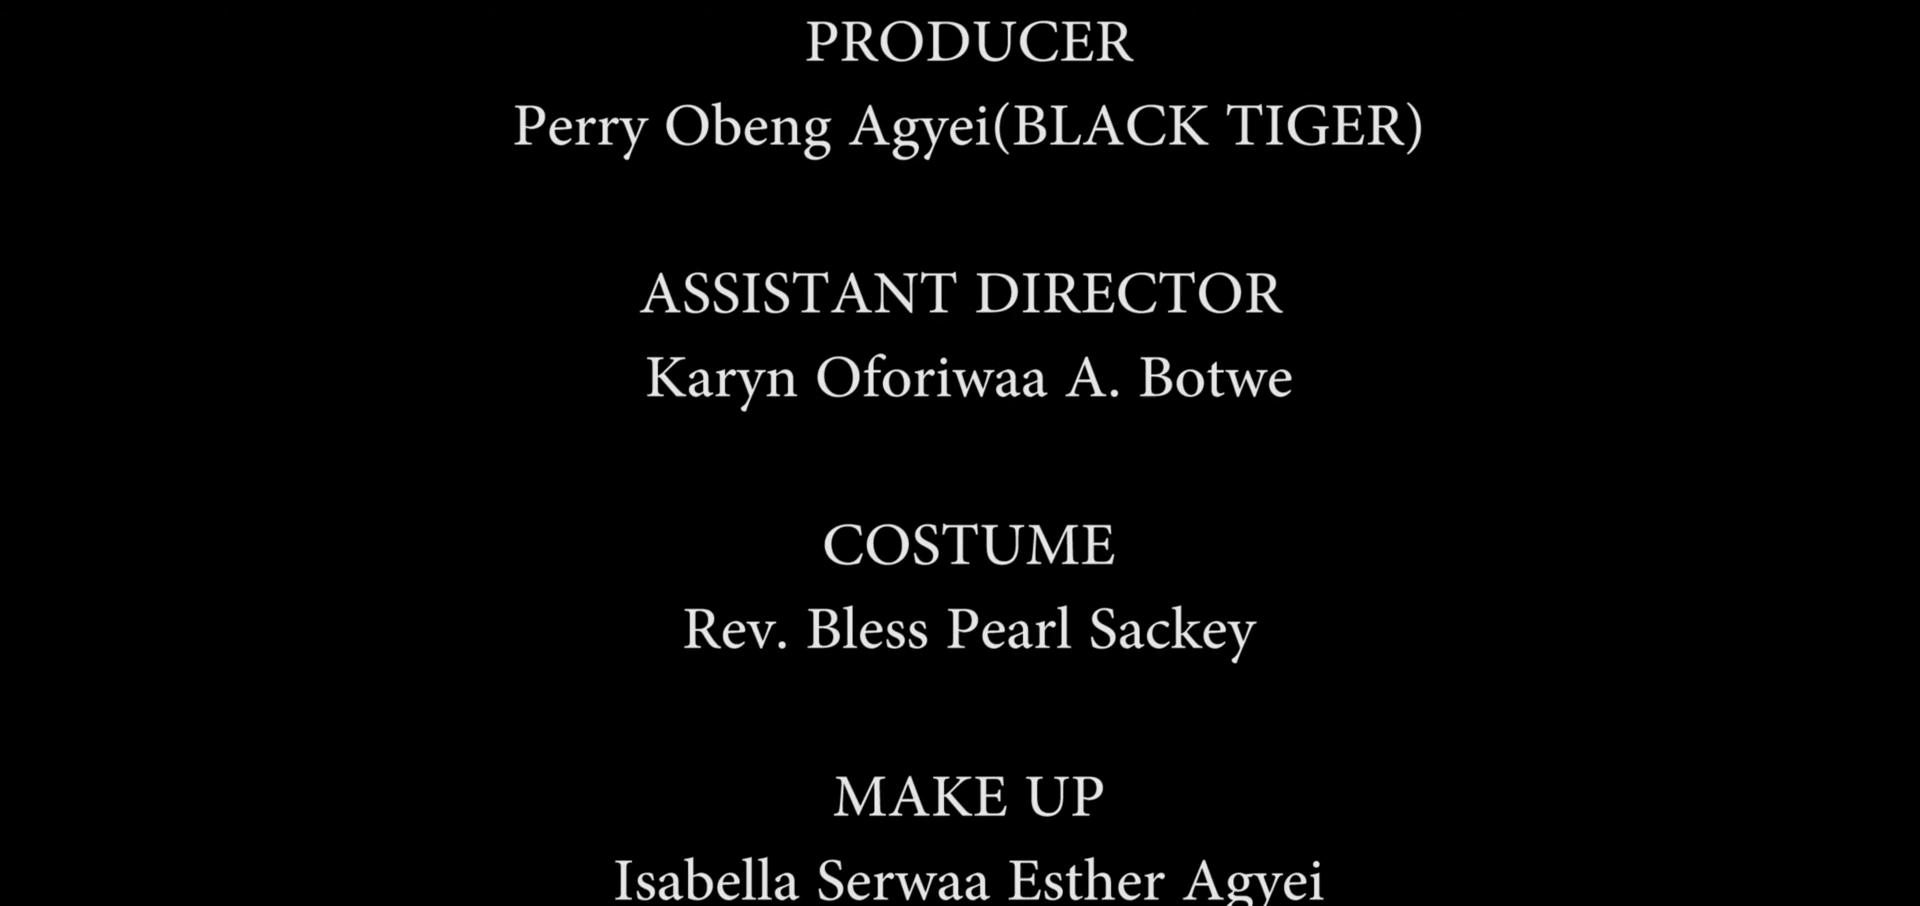 PRODUCER
Perry Obeng Agyei(BLACK TIGER)
ASSISTANT DIRECTOR
Karyn Oforiwaa A. Botwe
COSTUME
Rev. Bless Pearl Sackey
MAKE UP
Isabella Serwaa Esther Agyei